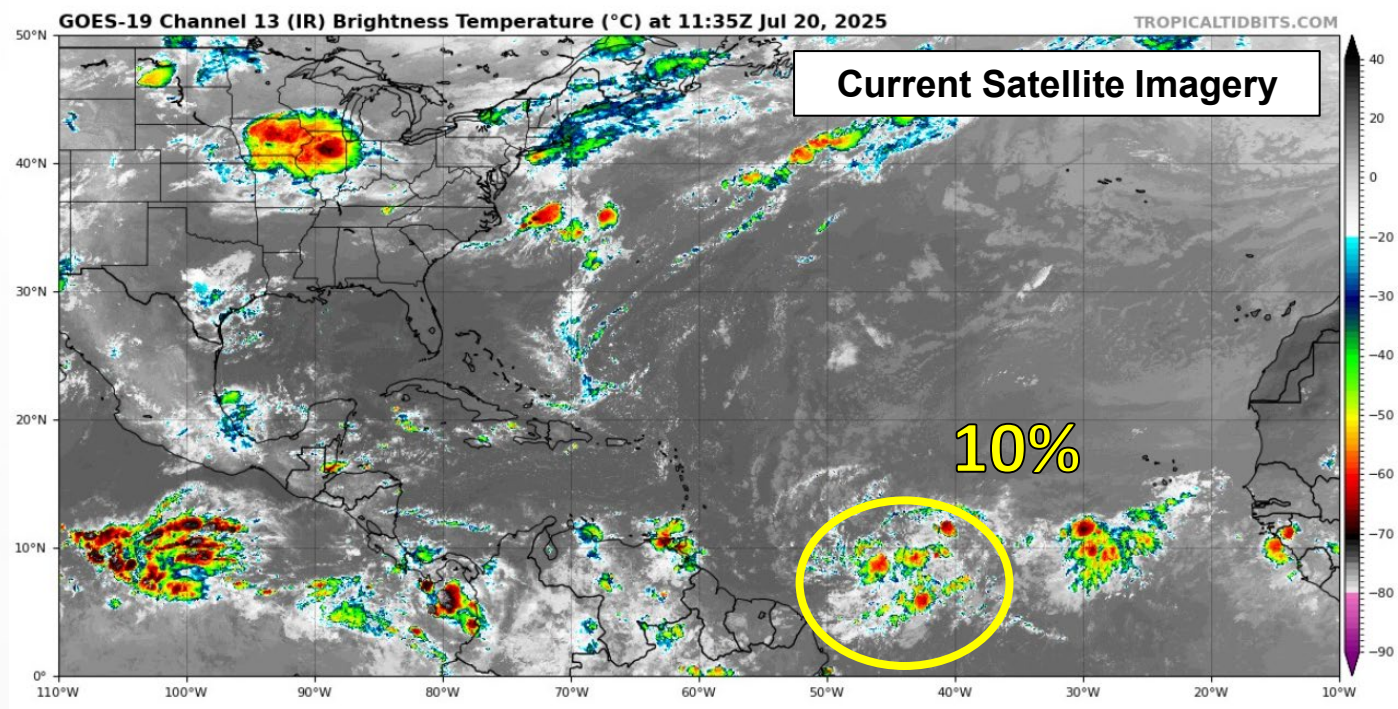 GOES-19 Channel 13 (IR) Brightness Temperature (°C) at 11:35Z Jul 20, 2025
TROPICALTIDBITS.COM
Current Satellite Imagery
10%
50°N
40°N
30°N
20°N
10°N
0°
110°W 100°W 90°W 80°W 70°W 60°W 50°W 40°W 30°W 20°W 10°W
40
20
0
−20
−30
−40
−50
−60
−70
−80
−90